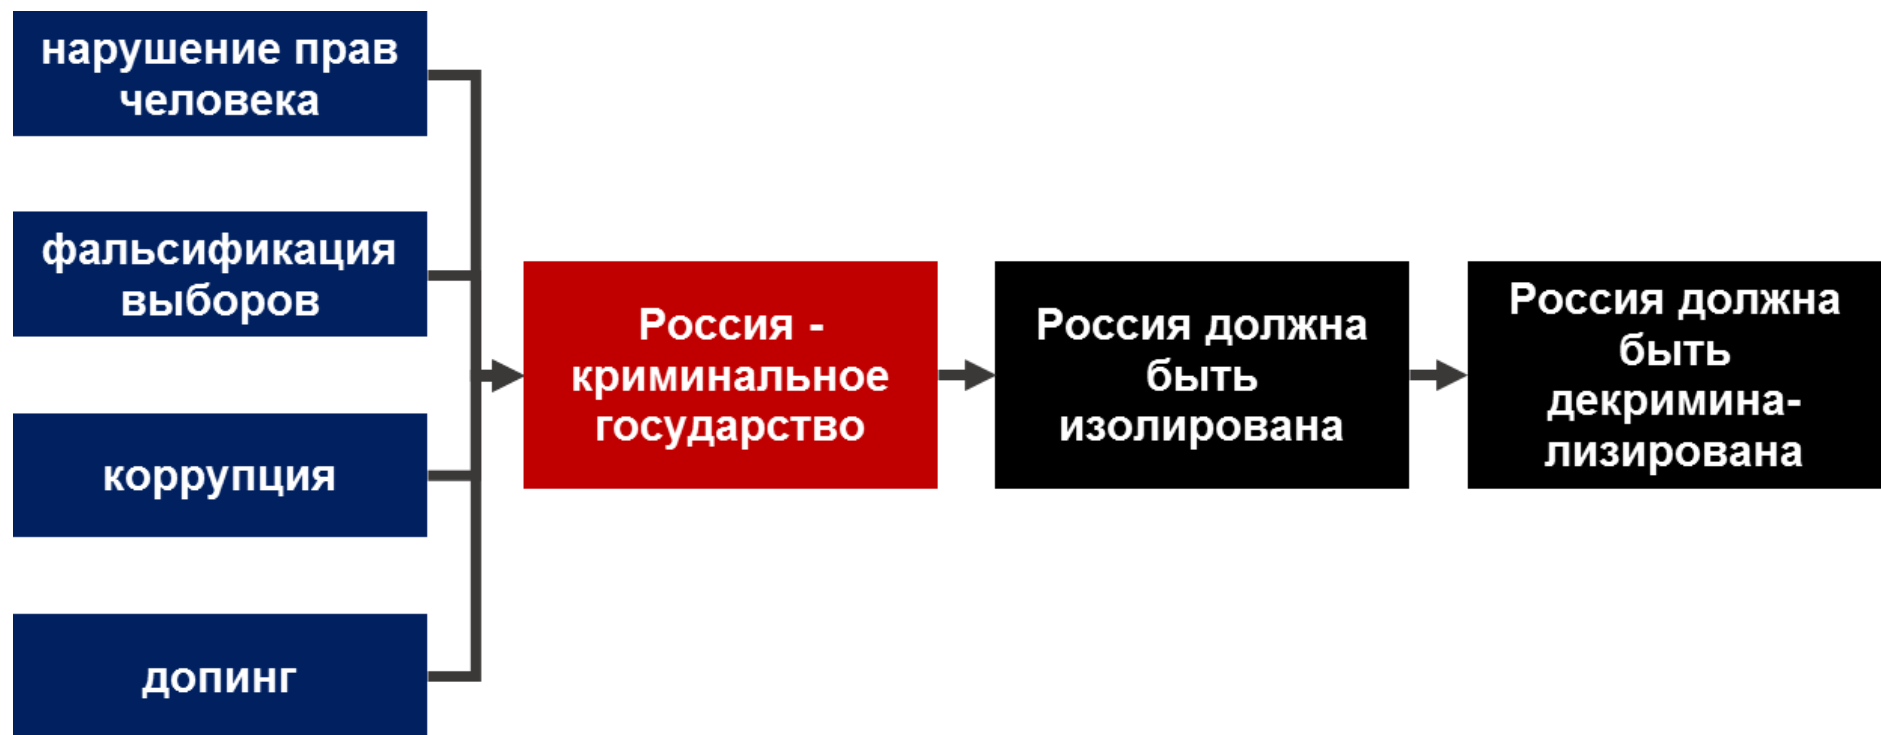 нарушение прав
человека
фальсификация
выборов
коррупция
допинг
Россия -
криминальное
государство
Россия должна
быть
изолирована
Россия должна
быть
декримина-
лизирована